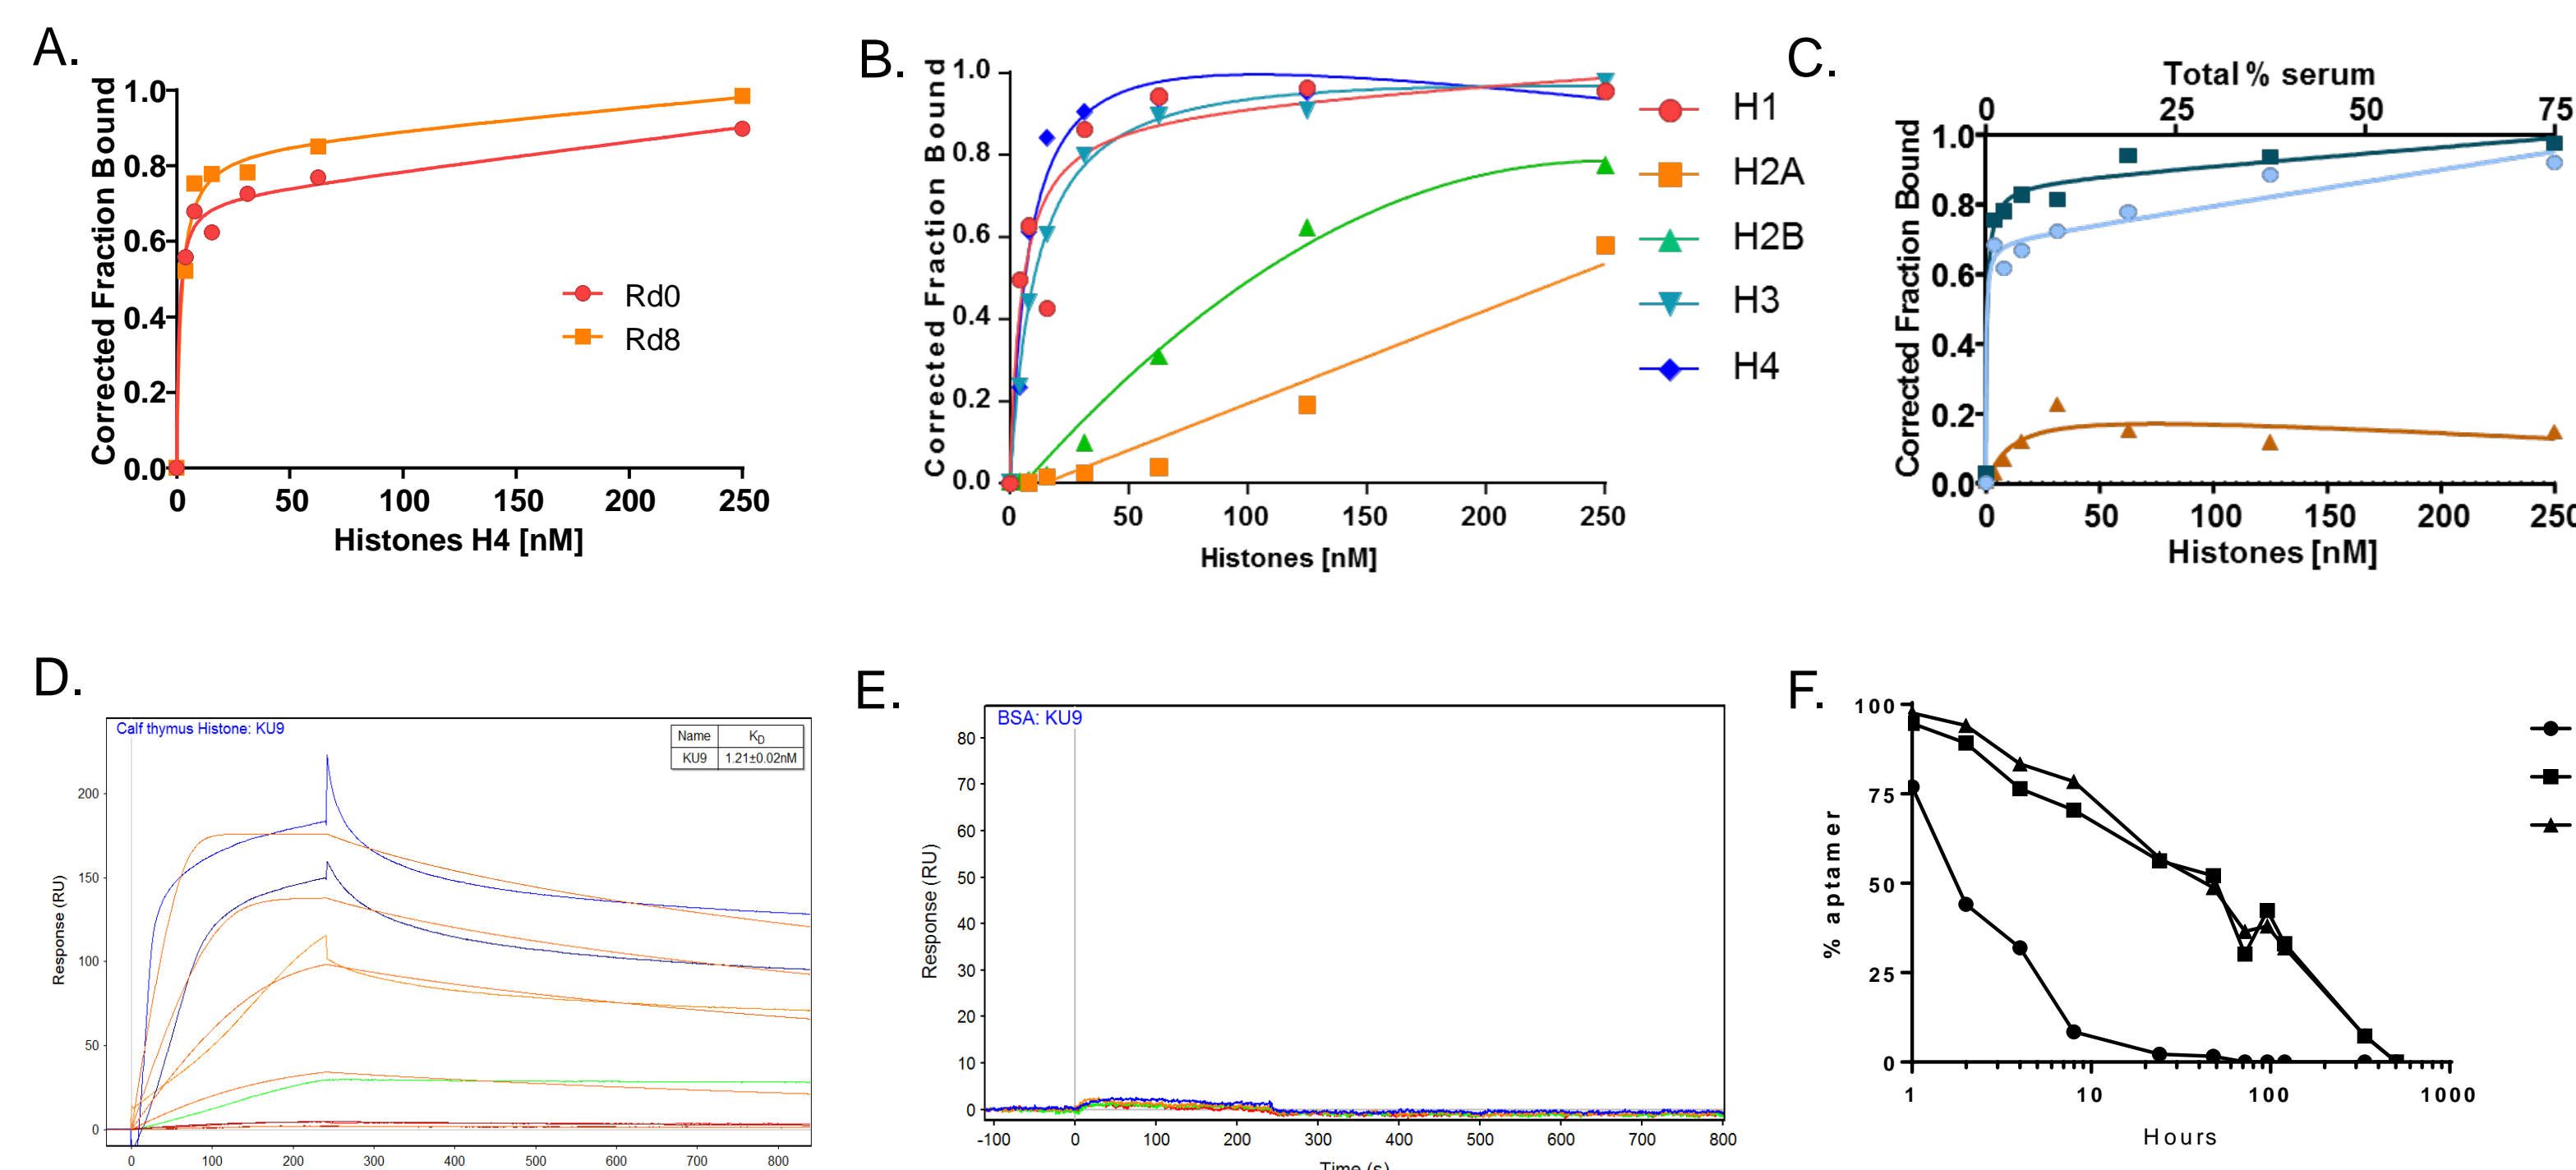 A.
Corrected Fraction Bound
1.0
0.8
0.6
0.4
0.2
0.0
0 50 100 150 200 250
Histones H4 [nM]
Rd0
Rd8
B.
Corrected Fraction Bound
1.0
0.8
0.6
0.4
0.2
0.0
0 50 100 150 200 250
Histones [nM]
H1
H2A
H2B
H3
H4
C.
Total % serum
0 25 50 75
Corrected Fraction Bound
1.0
0.8
0.6
0.4
0.2
0.0
0 50 100 150 200 250
Histones [nM]
D.
Calf thymus Histone: KU9
Name KD
KU9 1.21±0.02nM
Response (RU)
200
150
100
50
0
0 100 200 300 400 500 600 700 800
E.
BSA: KU9
Response (RU)
80
70
60
50
40
30
20
10
0
-100 0 100 200 300 400 500 600 700 800
Time (s)
F.
% aptamer
100
75
50
25
0
1 10 100 1000
Hours